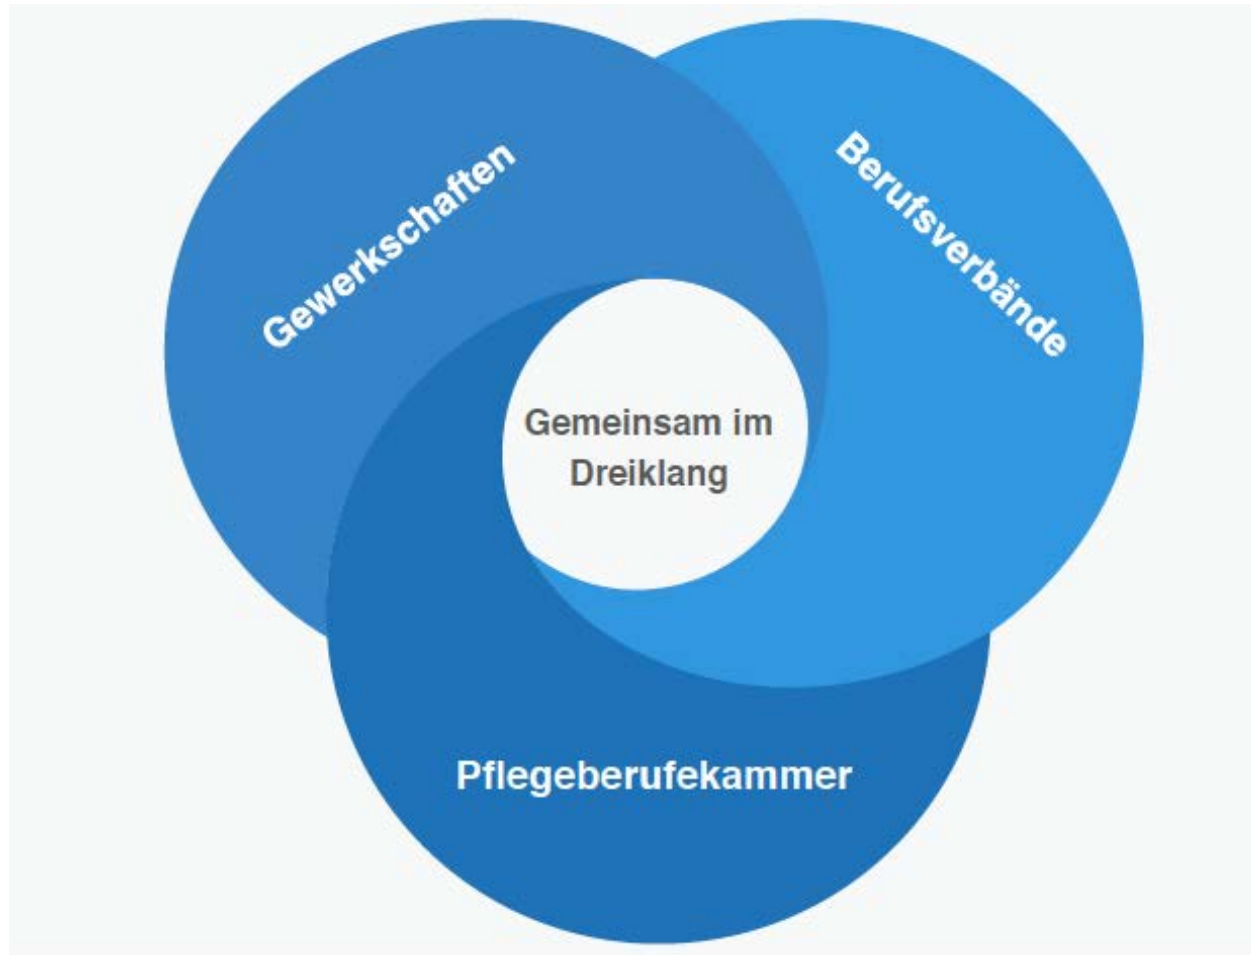 Gewerkschaften
Berufsverbände
Gemeinsam im
Dreiklang
Pflegeberufekammer